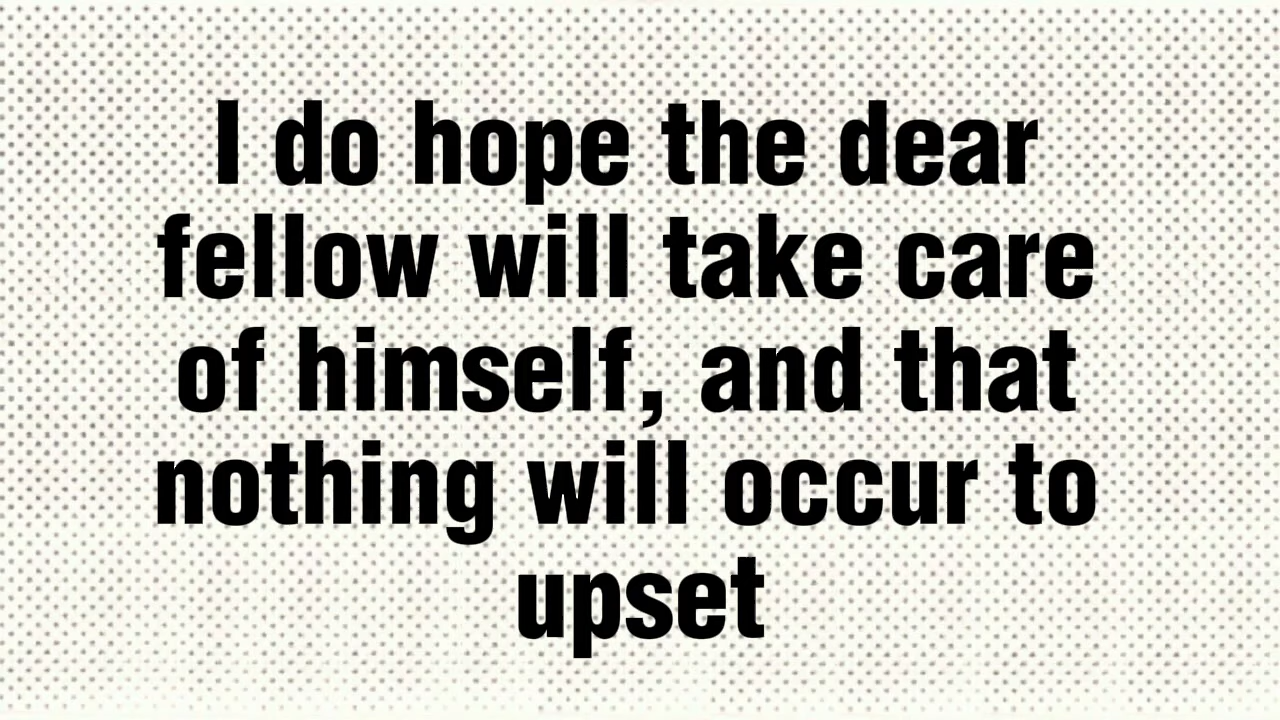 I do hope the dear
fellow will take care
of himself, and that
nothing will occur to
upset